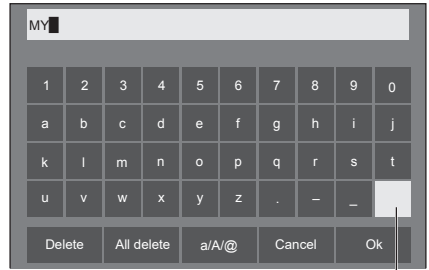 MY
1 2 3 4 5 6 7 8 9 0
a b c d e f g h i j
k l m n o p q r s t
u v w x y z . – _
Delete All delete a/A/@ Cancel Ok